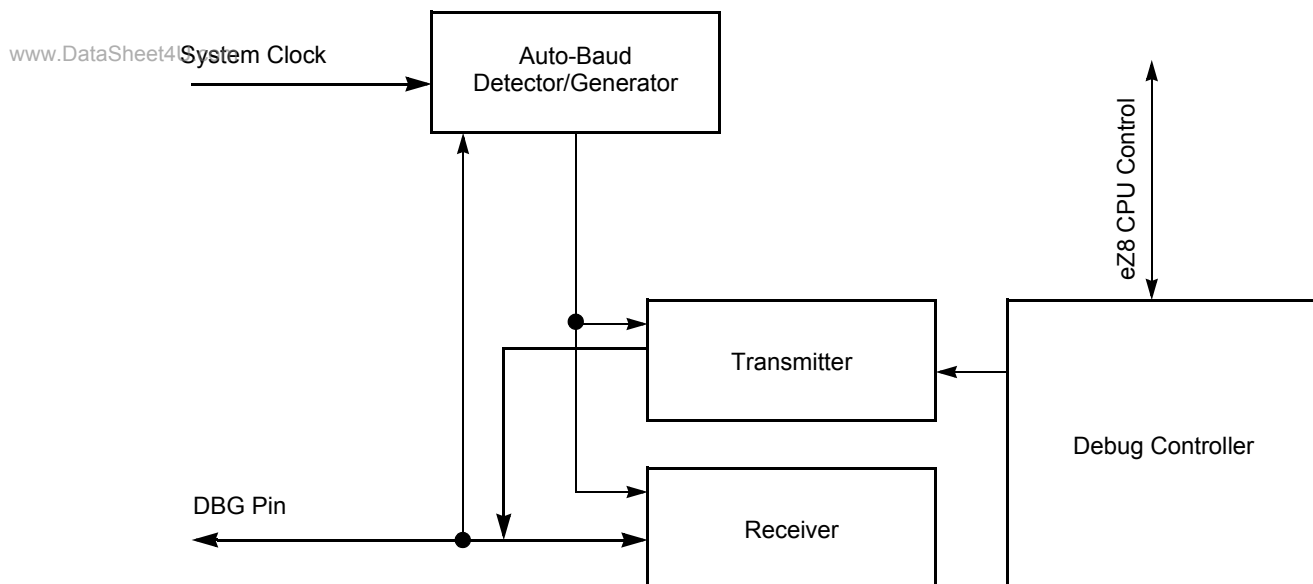 www.DataSheet4U.com
System Clock
Auto-Baud
Detector/Generator
eZ8 CPU Control
Transmitter
Debug Controller
DBG Pin
Receiver